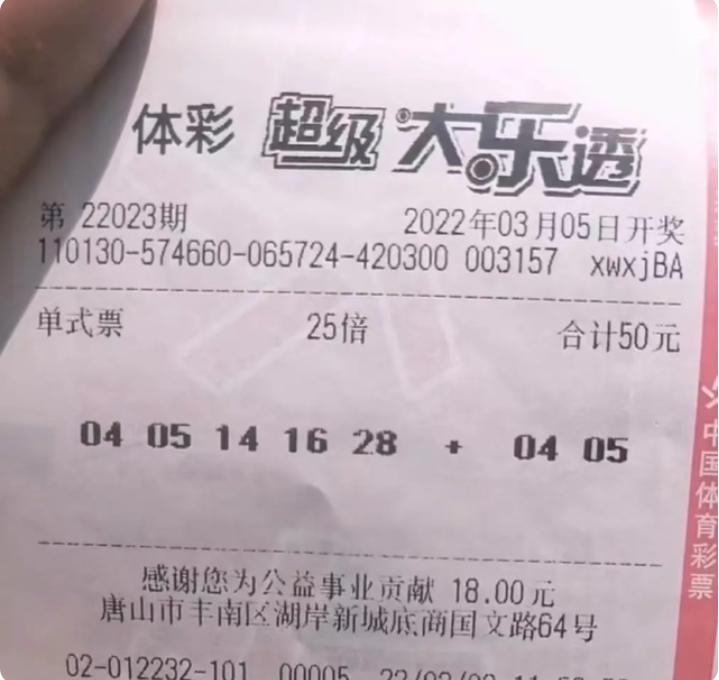 体彩 超级大乐透
第 22023期 2022年03月05日开奖
110130-574660-065724-420300 003157 xwxjBA
单式票 25倍 合计50元
04 05 14 16 28 + 04 05
感谢您为公益事业贡献 18.00元
唐山市丰南区湖岸新城底商国文路64号
02-012232-101 00005
中国体育彩票